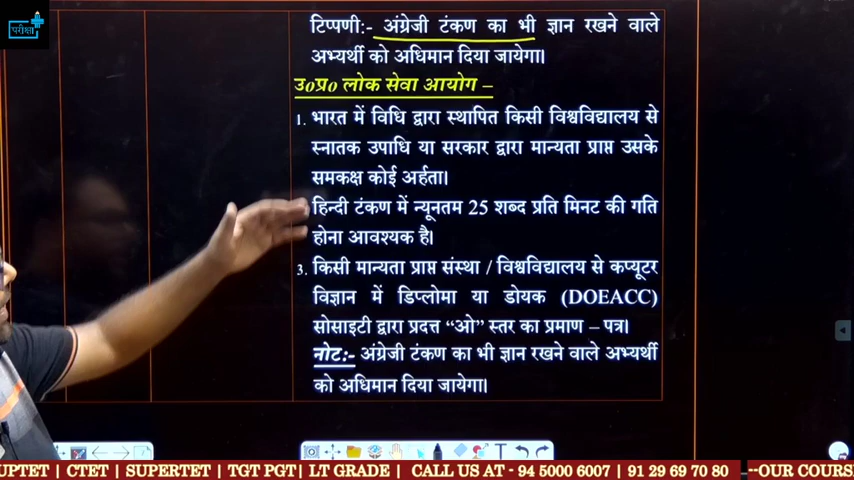 परीक्षा
टिप्पणी:- अंग्रेजी टंकण का भी ज्ञान रखने वाले
अभ्यर्थी को अधिमान दिया जायेगा।
उ०प्र० लोक सेवा आयोग –
1. भारत में विधि द्वारा स्थापित किसी विश्वविद्यालय से
स्नातक उपाधि या सरकार द्वारा मान्यता प्राप्त उसके
समकक्ष कोई अर्हता।
हिन्दी टंकण में न्यूनतम 25 शब्द प्रति मिनट की गति
होना आवश्यक है।
3. किसी मान्यता प्राप्त संस्था / विश्वविद्यालय से कप्यूटर
विज्ञान में डिप्लोमा या डोयक (DOEACC)
सोसाइटी द्वारा प्रदत्त “ओ” स्तर का प्रमाण – पत्र।
नोट:- अंग्रेजी टंकण का भी ज्ञान रखने वाले अभ्यर्थी
को अधिमान दिया जायेगा।
UPTET | CTET | SUPERTET | TGT PGT| LT GRADE | CALL US AT - 94 5000 6007 | 91 29 69 70 80 --OUR COURS